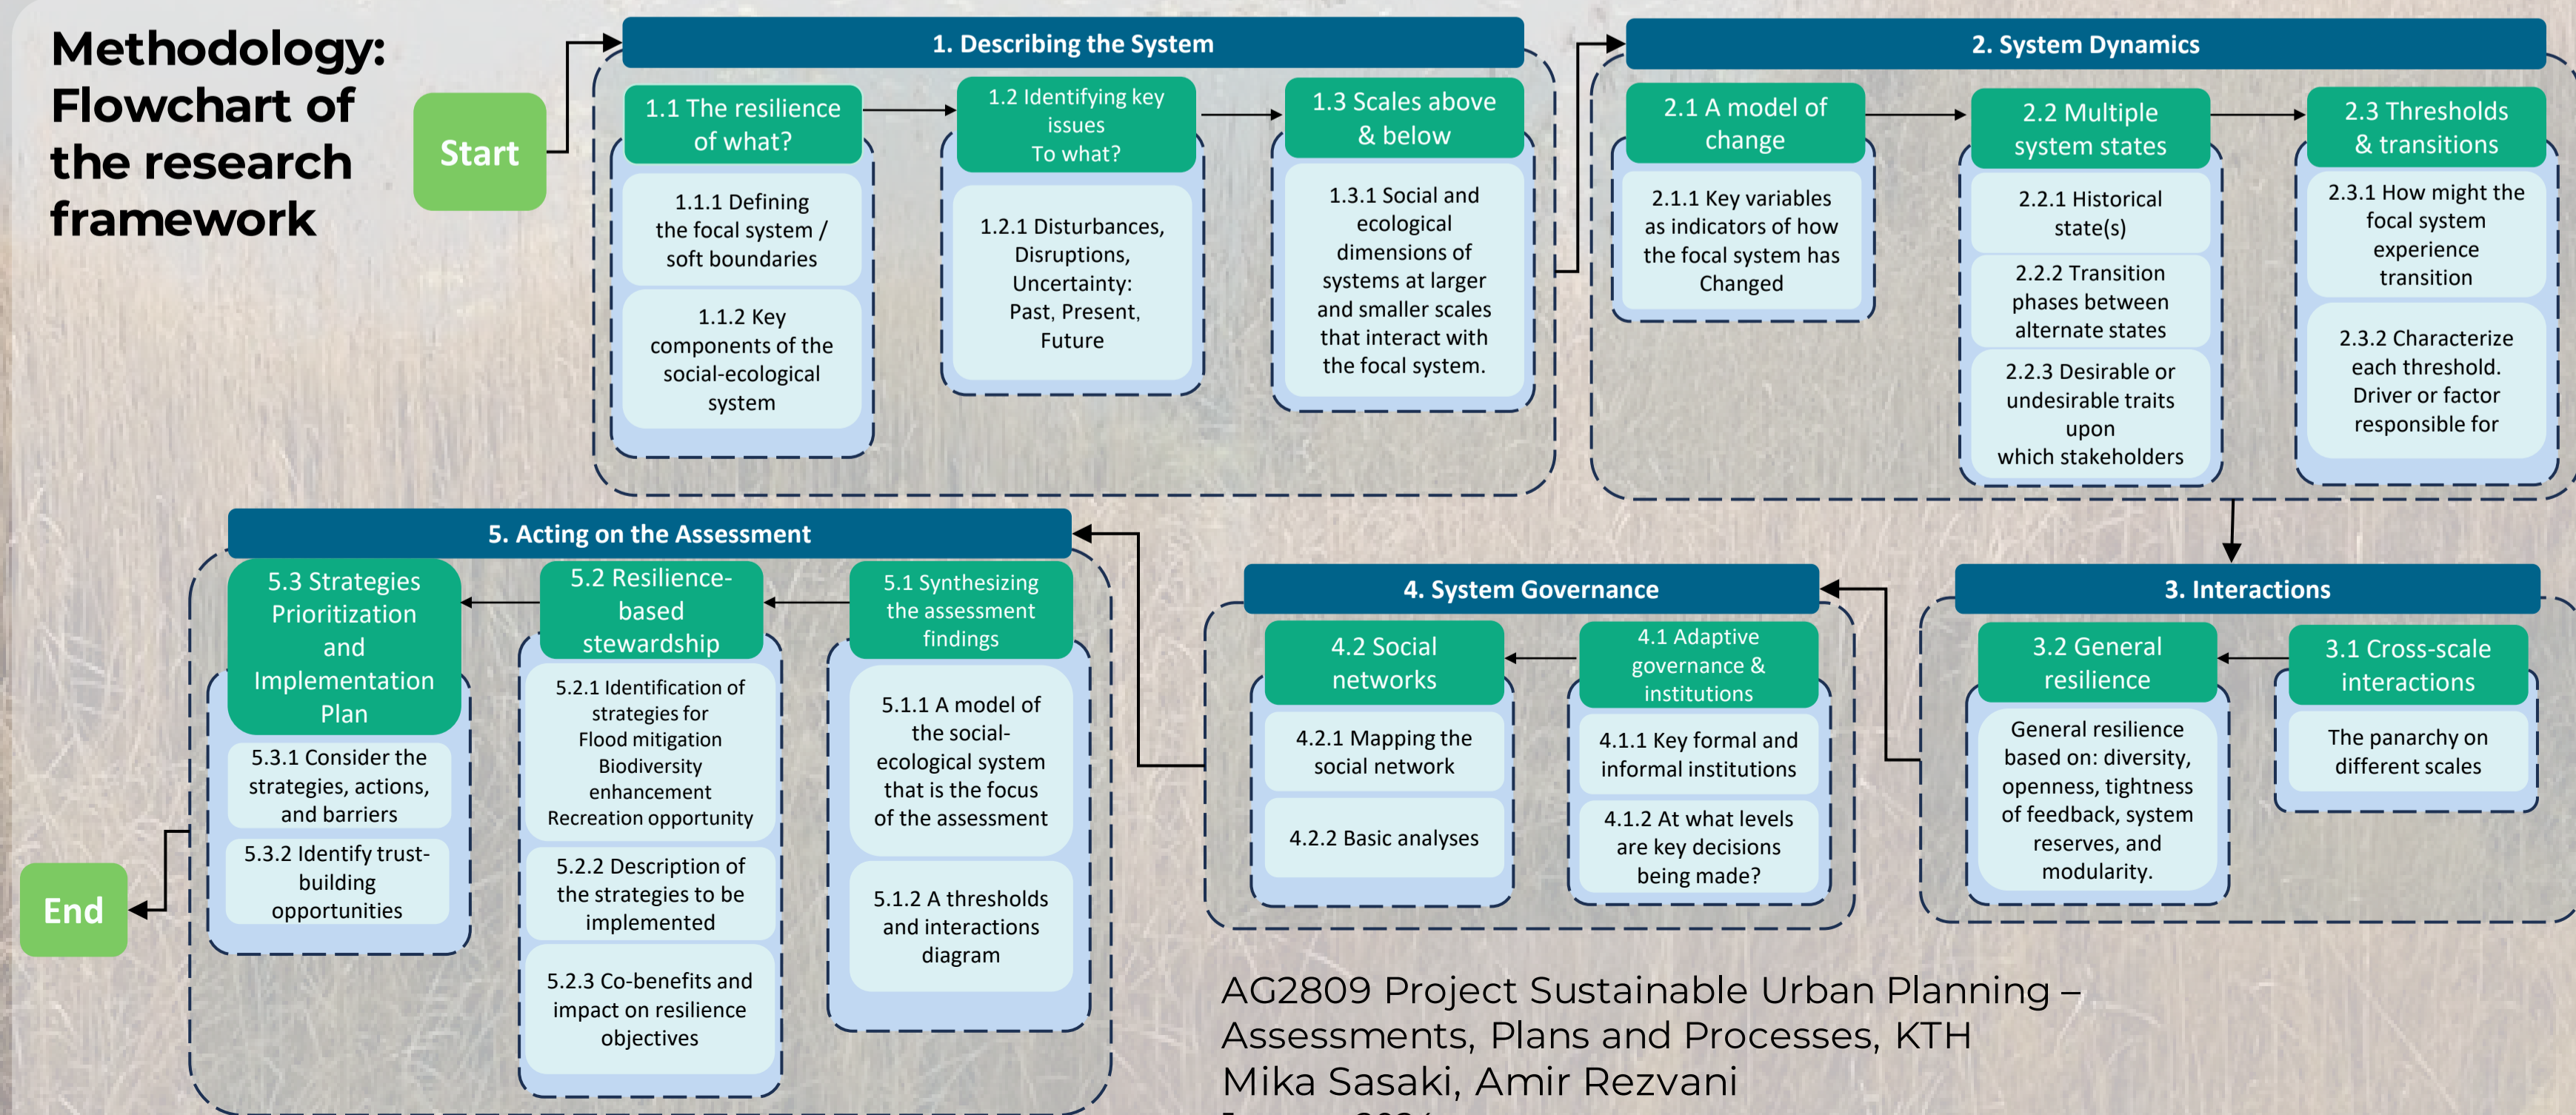 Methodology:
Flowchart of
the research
framework
Start
1. Describing the System
1.1 The resilience
of what?
1.1.1 Defining
the focal system /
soft boundaries
1.1.2 Key
components of the
social-ecological
system
1.2 Identifying key
issues
To what?
1.2.1 Disturbances,
Disruptions,
Uncertainty:
Past, Present,
Future
1.3 Scales above
& below
1.3.1 Social and
ecological
dimensions of
systems at larger
and smaller scales
that interact with
the focal system.
2. System Dynamics
2.1 A model of
change
2.1.1 Key variables
as indicators of how
the focal system has
Changed
2.2 Multiple
system states
2.2.1 Historical
state(s)
2.2.2 Transition
phases between
alternate states
2.2.3 Desirable or
undesirable traits
upon
which stakeholders
2.3 Thresholds
& transitions
2.3.1 How might the
focal system
experience
transition
2.3.2 Characterize
each threshold.
Driver or factor
responsible for
3. Interactions
3.1 Cross-scale
interactions
The panarchy on
different scales
3.2 General
resilience
General resilience
based on: diversity,
openness, tightness
of feedback, system
reserves, and
modularity.
4. System Governance
4.1 Adaptive
governance &
institutions
4.1.1 Key formal and
informal institutions
4.1.2 At what levels
are key decisions
being made?
4.2 Social
networks
4.2.1 Mapping the
social network
4.2.2 Basic analyses
5. Acting on the Assessment
5.1 Synthesizing
the assessment
findings
5.1.1 A model of
the social-
ecological system
that is the focus
of the assessment
5.1.2 A thresholds
and interactions
diagram
5.2 Resilience-
based
stewardship
5.2.1 Identification of
strategies for
Flood mitigation
Biodiversity
enhancement
Recreation opportunity
5.2.2 Description of
the strategies to be
implemented
5.2.3 Co-benefits and
impact on resilience
objectives
5.3 Strategies
Prioritization
and
Implementation
Plan
5.3.1 Consider the
strategies, actions,
and barriers
5.3.2 Identify trust-
building
opportunities
End
AG2809 Project Sustainable Urban Planning –
Assessments, Plans and Processes, KTH
Mika Sasaki, Amir Rezvani